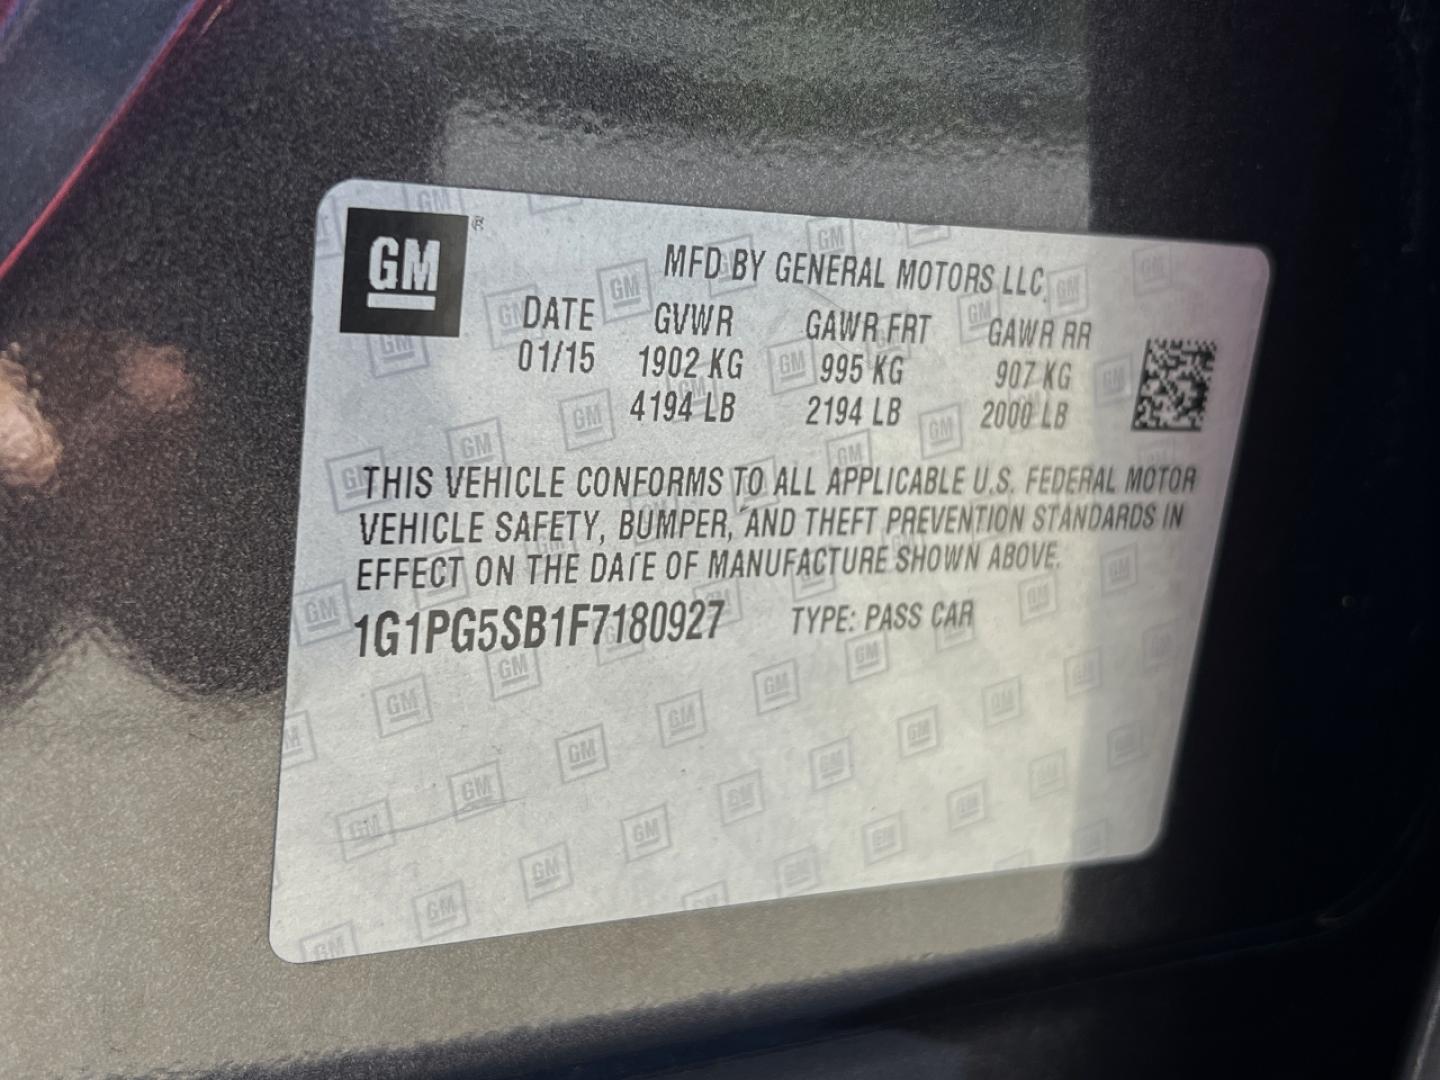 GM ®
MFD BY GENERAL MOTORS LLC
DATE GVWR GAWR FRT GAWR RR
01/15 1902 KG 995 KG 907 KG
4194 LB 2194 LB 2000 LB
THIS VEHICLE CONFORMS TO ALL APPLICABLE U.S. FEDERAL MOTOR
VEHICLE SAFETY, BUMPER, AND THEFT PREVENTION STANDARDS IN
EFFECT ON THE DATE OF MANUFACTURE SHOWN ABOVE.
1G1PG5SB1F7180927 TYPE: PASS CAR